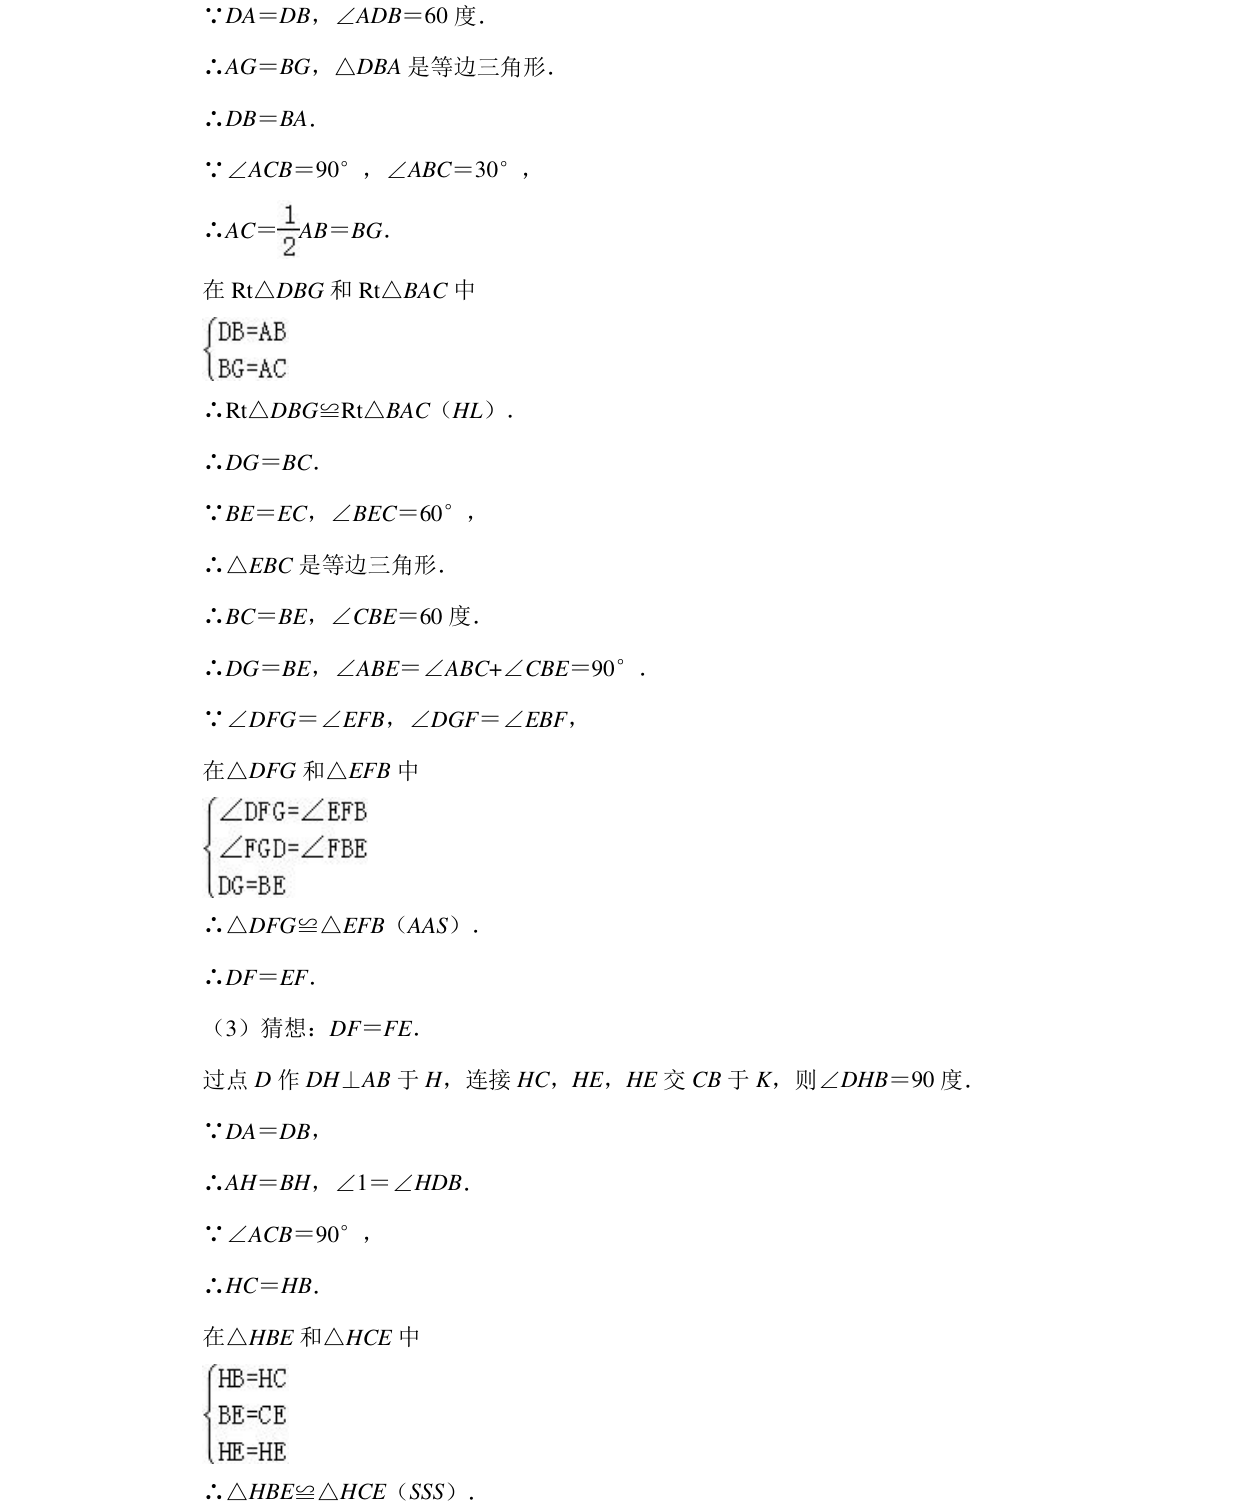 ∵DA＝DB，∠ADB＝60 度．
∴AG＝BG，△DBA 是等边三角形．
∴DB＝BA．
∵∠ACB＝90°，∠ABC＝30°，
∴AC＝1/2AB＝BG．
在 Rt△DBG 和 Rt△BAC 中
{DB=AB
BG=AC
∴Rt△DBG≌Rt△BAC（HL）．
∴DG＝BC．
∵BE＝EC，∠BEC＝60°，
∴△EBC 是等边三角形．
∴BC＝BE，∠CBE＝60 度．
∴DG＝BE，∠ABE＝∠ABC+∠CBE＝90°．
∵∠DFG＝∠EFB，∠DGF＝∠EBF，
在△DFG 和△EFB 中
{∠DFG=∠EFB
∠FGD=∠FBE
DG=BE
∴△DFG≌△EFB（AAS）．
∴DF＝EF．
（3）猜想：DF＝FE．
过点 D 作 DH⊥AB 于 H，连接 HC，HE，HE 交 CB 于 K，则∠DHB＝90 度．
∵DA＝DB，
∴AH＝BH，∠1＝∠HDB．
∵∠ACB＝90°，
∴HC＝HB．
在△HBE 和△HCE 中
{HB=HC
BE=CE
HE=HE
∴△HBE≌△HCE（SSS）．